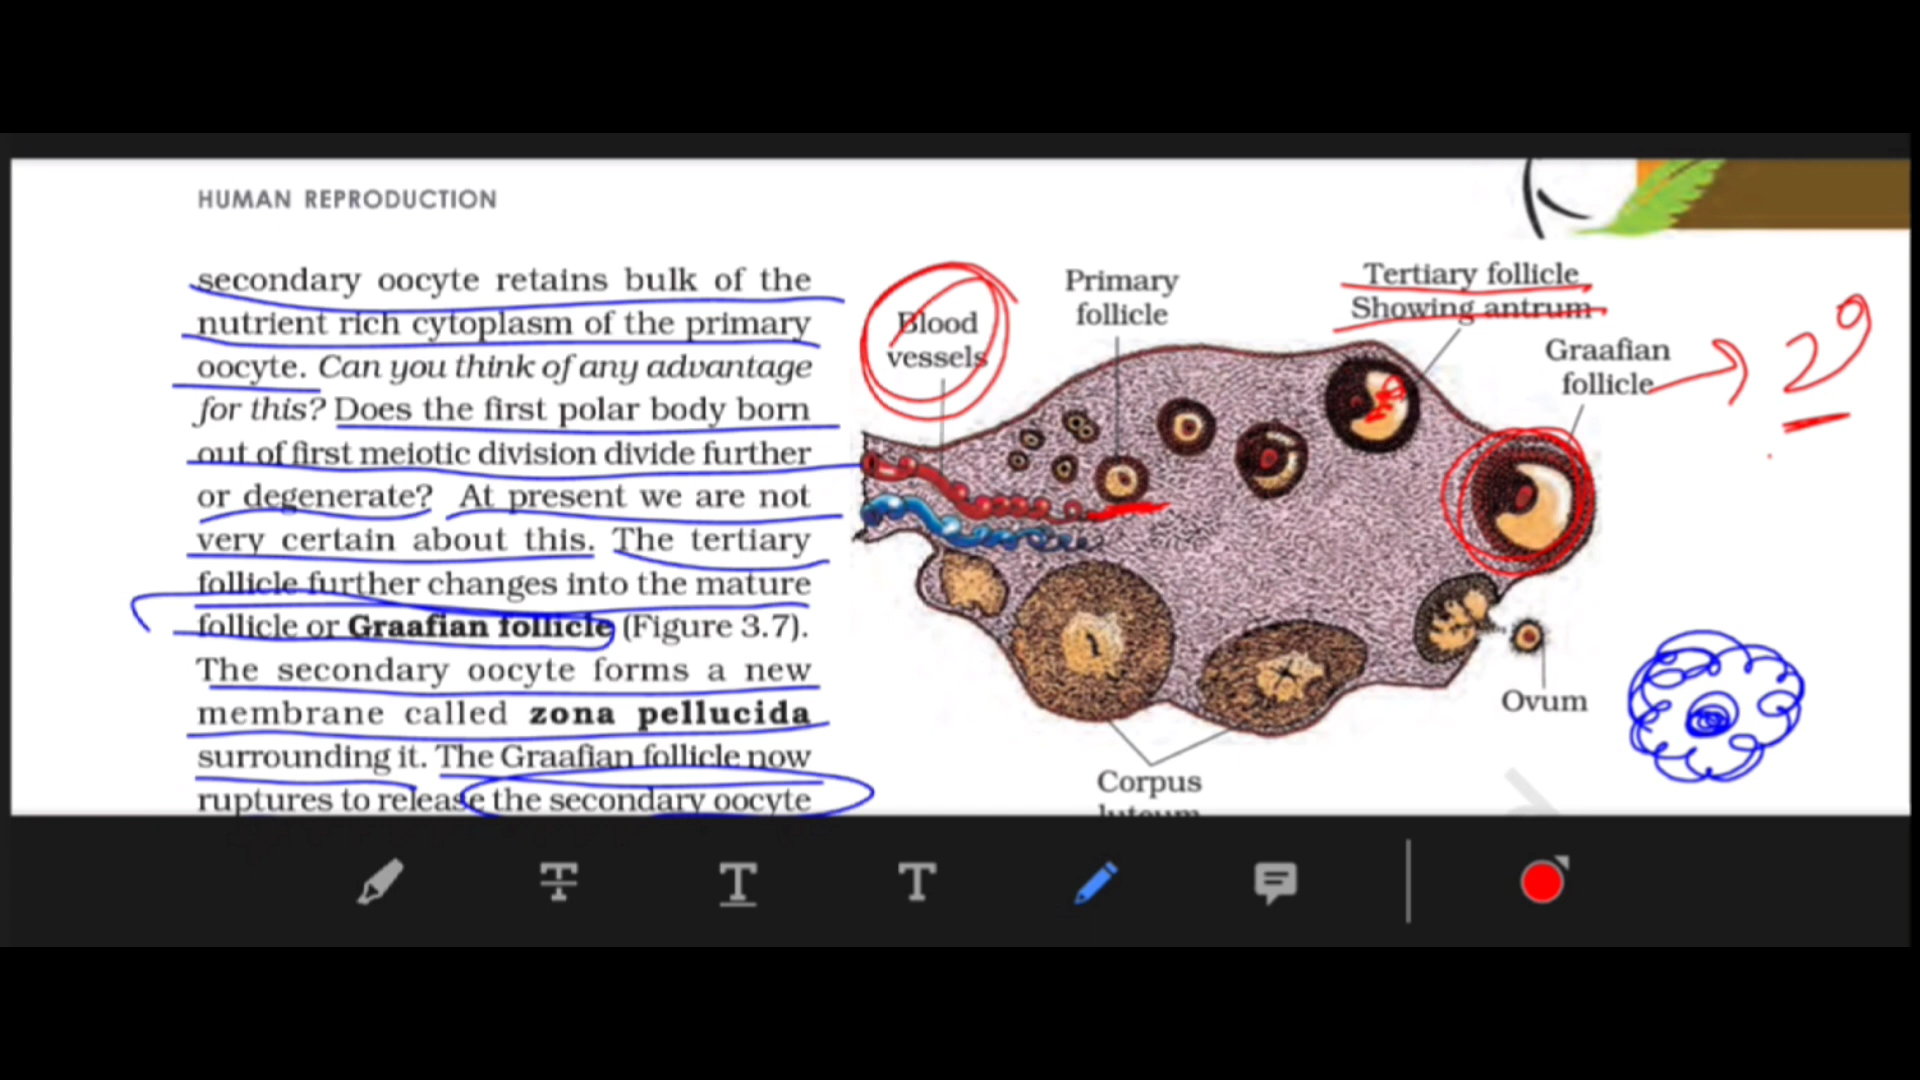 HUMAN REPRODUCTION
secondary oocyte retains bulk of the
nutrient rich cytoplasm of the primary
oocyte. Can you think of any advantage
for this? Does the first polar body born
out of first meiotic division divide further
or degenerate? At present we are not
very certain about this. The tertiary
follicle further changes into the mature
follicle or Graafian follicle (Figure 3.7).
The secondary oocyte forms a new
membrane called zona pellucida
surrounding it. The Graafian follicle now
ruptures to release the secondary oocyte
Blood
vessels
Primary
follicle
Tertiary follicle
Showing antrum
Graafian
follicle
2°
Ovum
Corpus
luteum